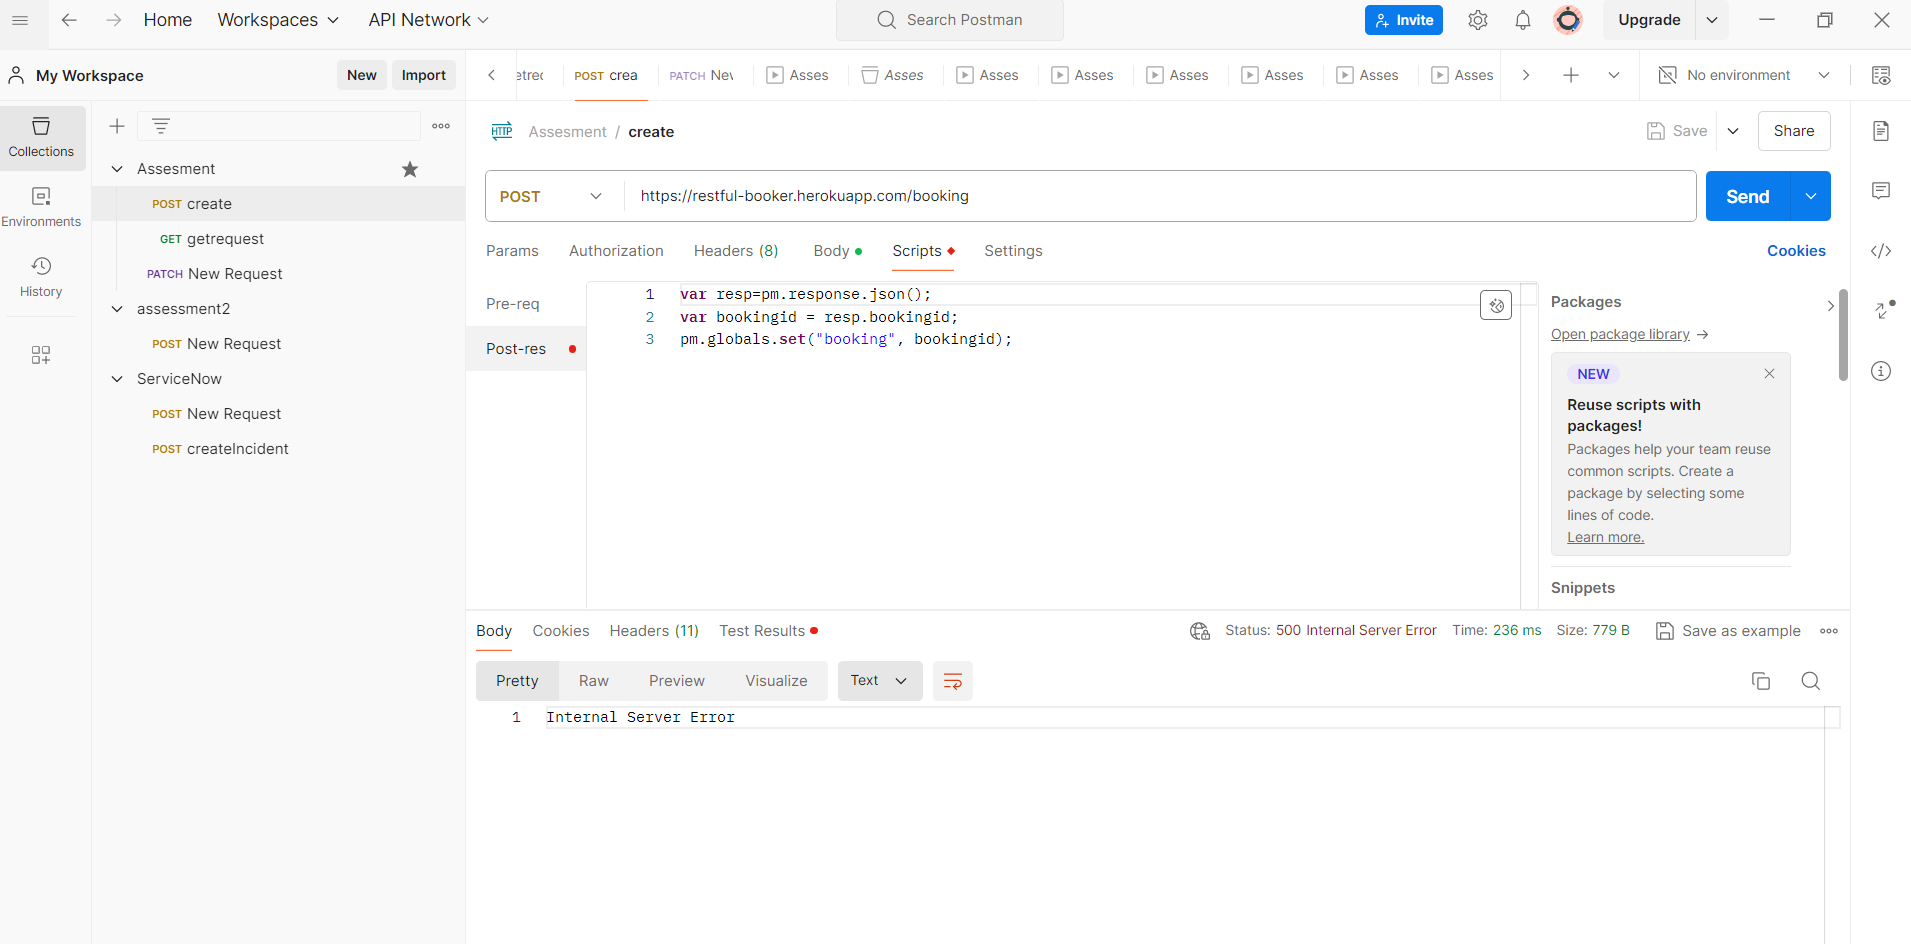 Home Workspaces API Network Search Postman Invite Upgrade
My Workspace New Import
POST crea PATCH Asses Asses Asses Asses Asses Asses Asses Asses No environment
Collections
Environments
History
Assesment
POST create
GET getrequest
PATCH New Request
assessment2
POST New Request
ServiceNow
POST New Request
POST createIncident
Assesment / create Save Share
POST https://restful-booker.herokuapp.com/booking Send
Params Authorization Headers (8) Body Scripts Settings Cookies
Pre-req
Post-res
1 var resp=pm.response.json();
2 var bookingid = resp.bookingid;
3 pm.globals.set("booking", bookingid);
Packages
Open package library →
NEW
Reuse scripts with
packages!
Packages help your team reuse
common scripts. Create a
package by selecting some
lines of code.
Learn more.
Snippets
Body Cookies Headers (11) Test Results Status: 500 Internal Server Error Time: 236 ms Size: 779 B Save as example
Pretty Raw Preview Visualize Text
1 Internal Server Error